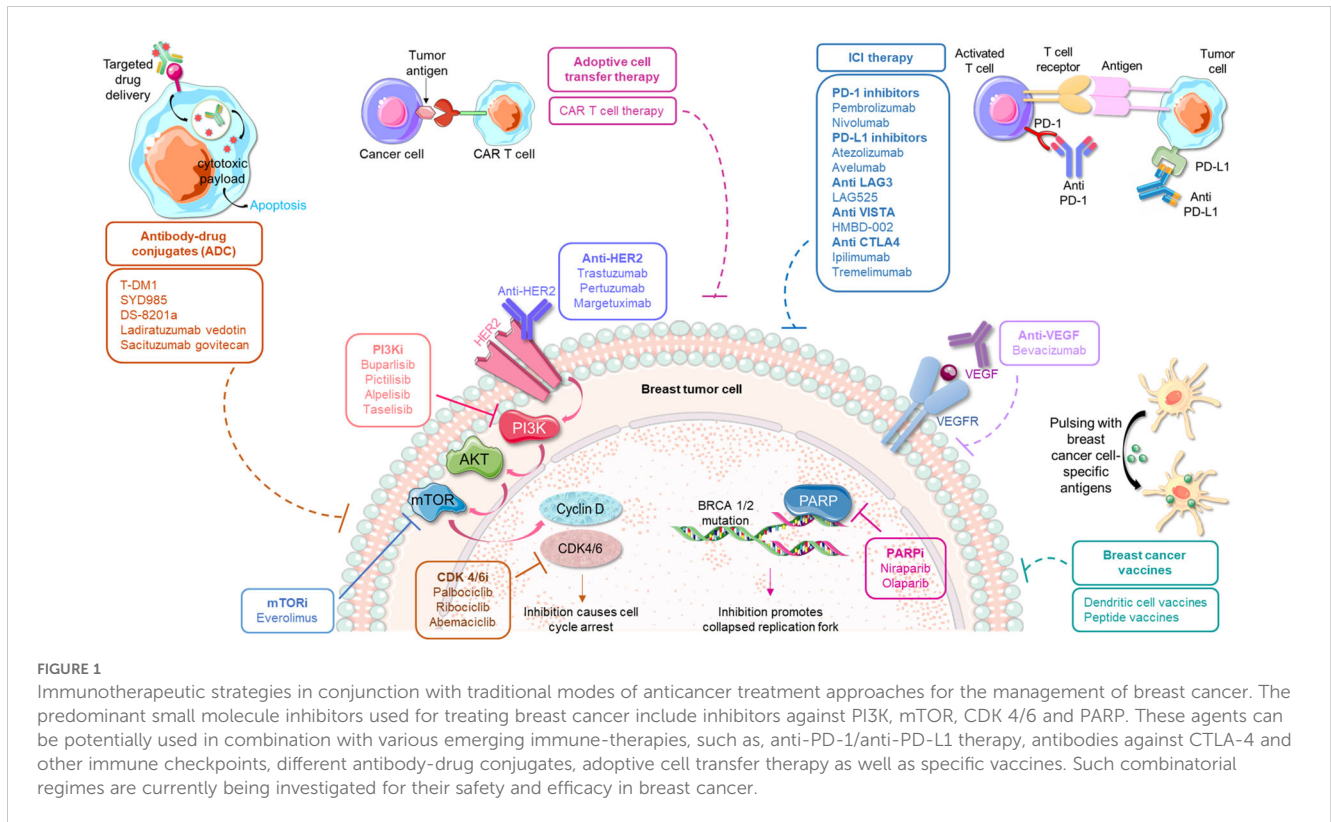 Targeted
drug
delivery
cytotoxic
payload
Apoptosis
Antibody-drug
conjugates (ADC)
T-DM1
SYD985
DS-8201a
Ladiratuzumab vedotin
Sacituzumab govitecan
Tumor
antigen
Cancer cell
CAR T cell
Adoptive cell
transfer therapy
CAR T cell therapy
ICI therapy
PD-1 inhibitors
Pembrolizumab
Nivolumab
PD-L1 inhibitors
Atezolizumab
Avelumab
Anti LAG3
LAG525
Anti VISTA
HMBD-002
Anti CTLA4
Ipilimumab
Tremelimumab
Activated
T cell
T cell
receptor
Antigen
Tumor
cell
PD-1
Anti
PD-1
PD-L1
Anti
PD-L1
Anti-HER2
Trastuzumab
Pertuzumab
Margetuximab
Anti-HER2
HER2
PI3Ki
Buparlisib
Pictilisib
Alpelisib
Taselisib
Breast tumor cell
PI3K
AKT
mTOR
mTORi
Everolimus
Cyclin D
CDK4/6
CDK 4/6i
Palbociclib
Ribociclib
Abemaciclib
Inhibition causes cell
cycle arrest
BRCA 1/2
mutation
PARP
PARPi
Niraparib
Olaparib
Inhibition promotes
collapsed replication fork
VEGF
VEGFR
Anti-VEGF
Bevacizumab
Pulsing with
breast
cancer cell-
specific
antigens
Breast cancer
vaccines
Dendritic cell vaccines
Peptide vaccines
FIGURE 1
Immunotherapeutic strategies in conjunction with traditional modes of anticancer treatment approaches for the management of breast cancer. The
predominant small molecule inhibitors used for treating breast cancer include inhibitors against PI3K, mTOR, CDK 4/6 and PARP. These agents can
be potentially used in combination with various emerging immune-therapies, such as, anti-PD-1/anti-PD-L1 therapy, antibodies against CTLA-4 and
other immune checkpoints, different antibody-drug conjugates, adoptive cell transfer therapy as well as specific vaccines. Such combinatorial
regimes are currently being investigated for their safety and efficacy in breast cancer.